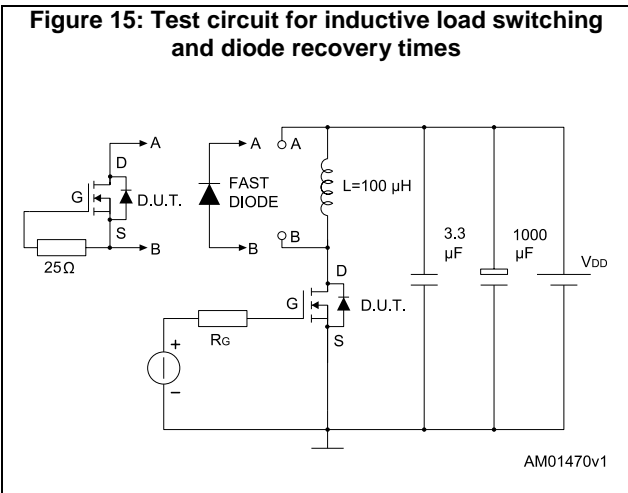 Figure 15: Test circuit for inductive load switching
and diode recovery times
A
D
G
D.U.T.
S
B
25Ω
A
FAST
DIODE
B
A
L=100 µH
B
D
G
D.U.T.
S
RG
+
–
3.3
µF
1000
µF
VDD
AM01470v1